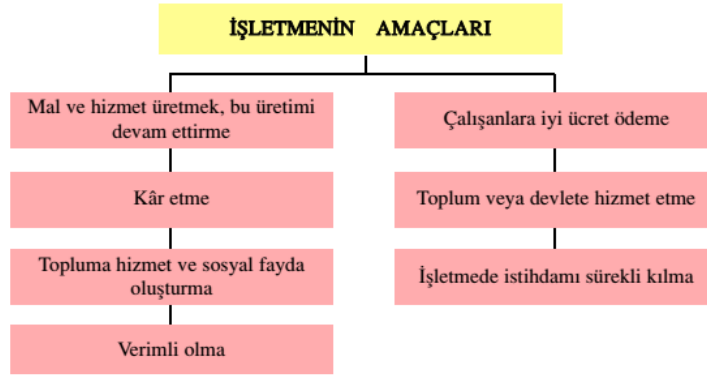 İŞLETMENİN AMAÇLARI
Mal ve hizmet üretmek, bu üretimi
devam ettirme
Kâr etme
Topluma hizmet ve sosyal fayda
oluşturma
Verimli olma
Çalışanlara iyi ücret ödeme
Toplum veya devlete hizmet etme
İşletmede istihdamı sürekli kılma